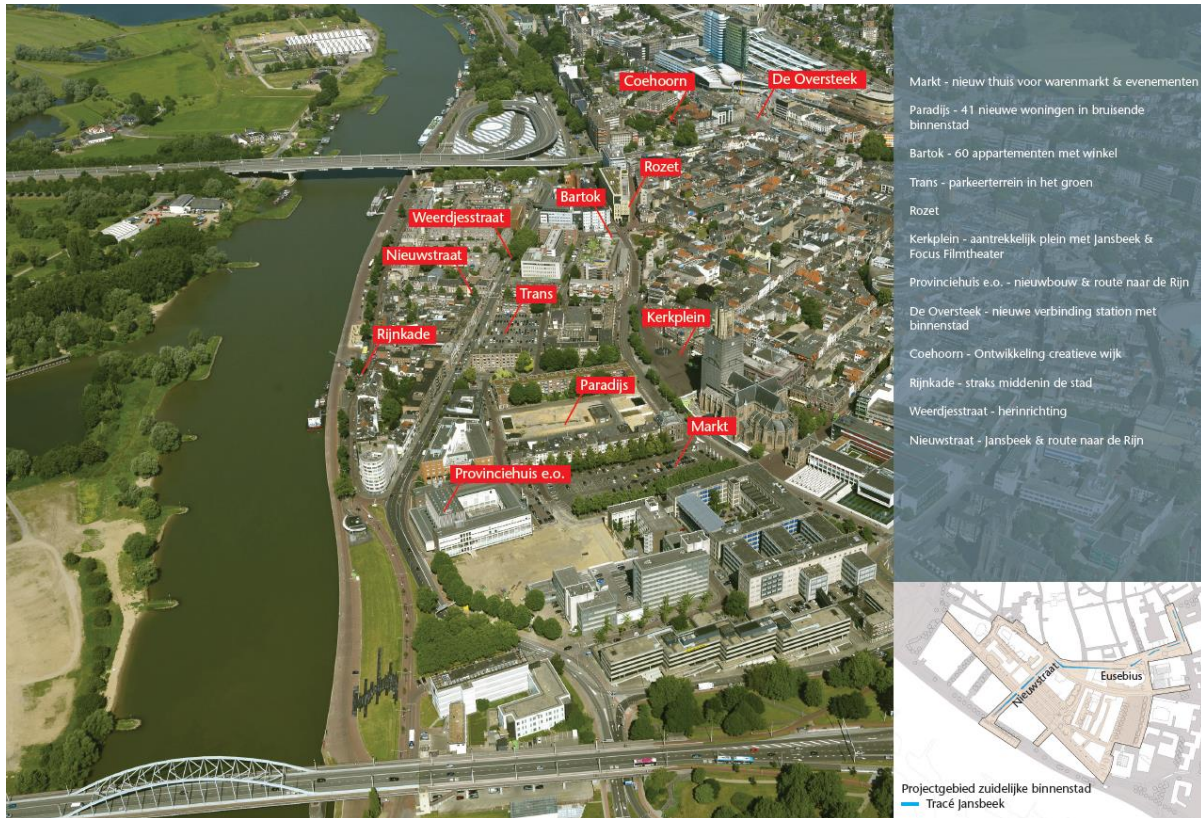 Coehoorn
De Oversteek
Rozet
Bartok
Weerdjesstraat
Nieuwstraat
Trans
Kerkplein
Rijnkade
Paradijs
Markt
Provinciehuis e.o.
Markt - nieuw thuis voor warenmarkt & evenementen
Paradijs - 41 nieuwe woningen in bruisende
binnenstad
Bartok - 60 appartementen met winkel
Trans - parkeerterrein in het groen
Rozet
Kerkplein - aantrekkelijk plein met Jansbeek &
Focus Filmtheater
Provinciehuis e.o. - nieuwbouw & route naar de Rijn
De Oversteek - nieuwe verbinding station met
binnenstad
Coehoorn - Ontwikkeling creatieve wijk
Rijnkade - straks middenin de stad
Weerdjesstraat - herinrichting
Nieuwstraat - Jansbeek & route naar de Rijn
Nieuwstraat
Eusebius
Projectgebied zuidelijke binnenstad
Tracé Jansbeek